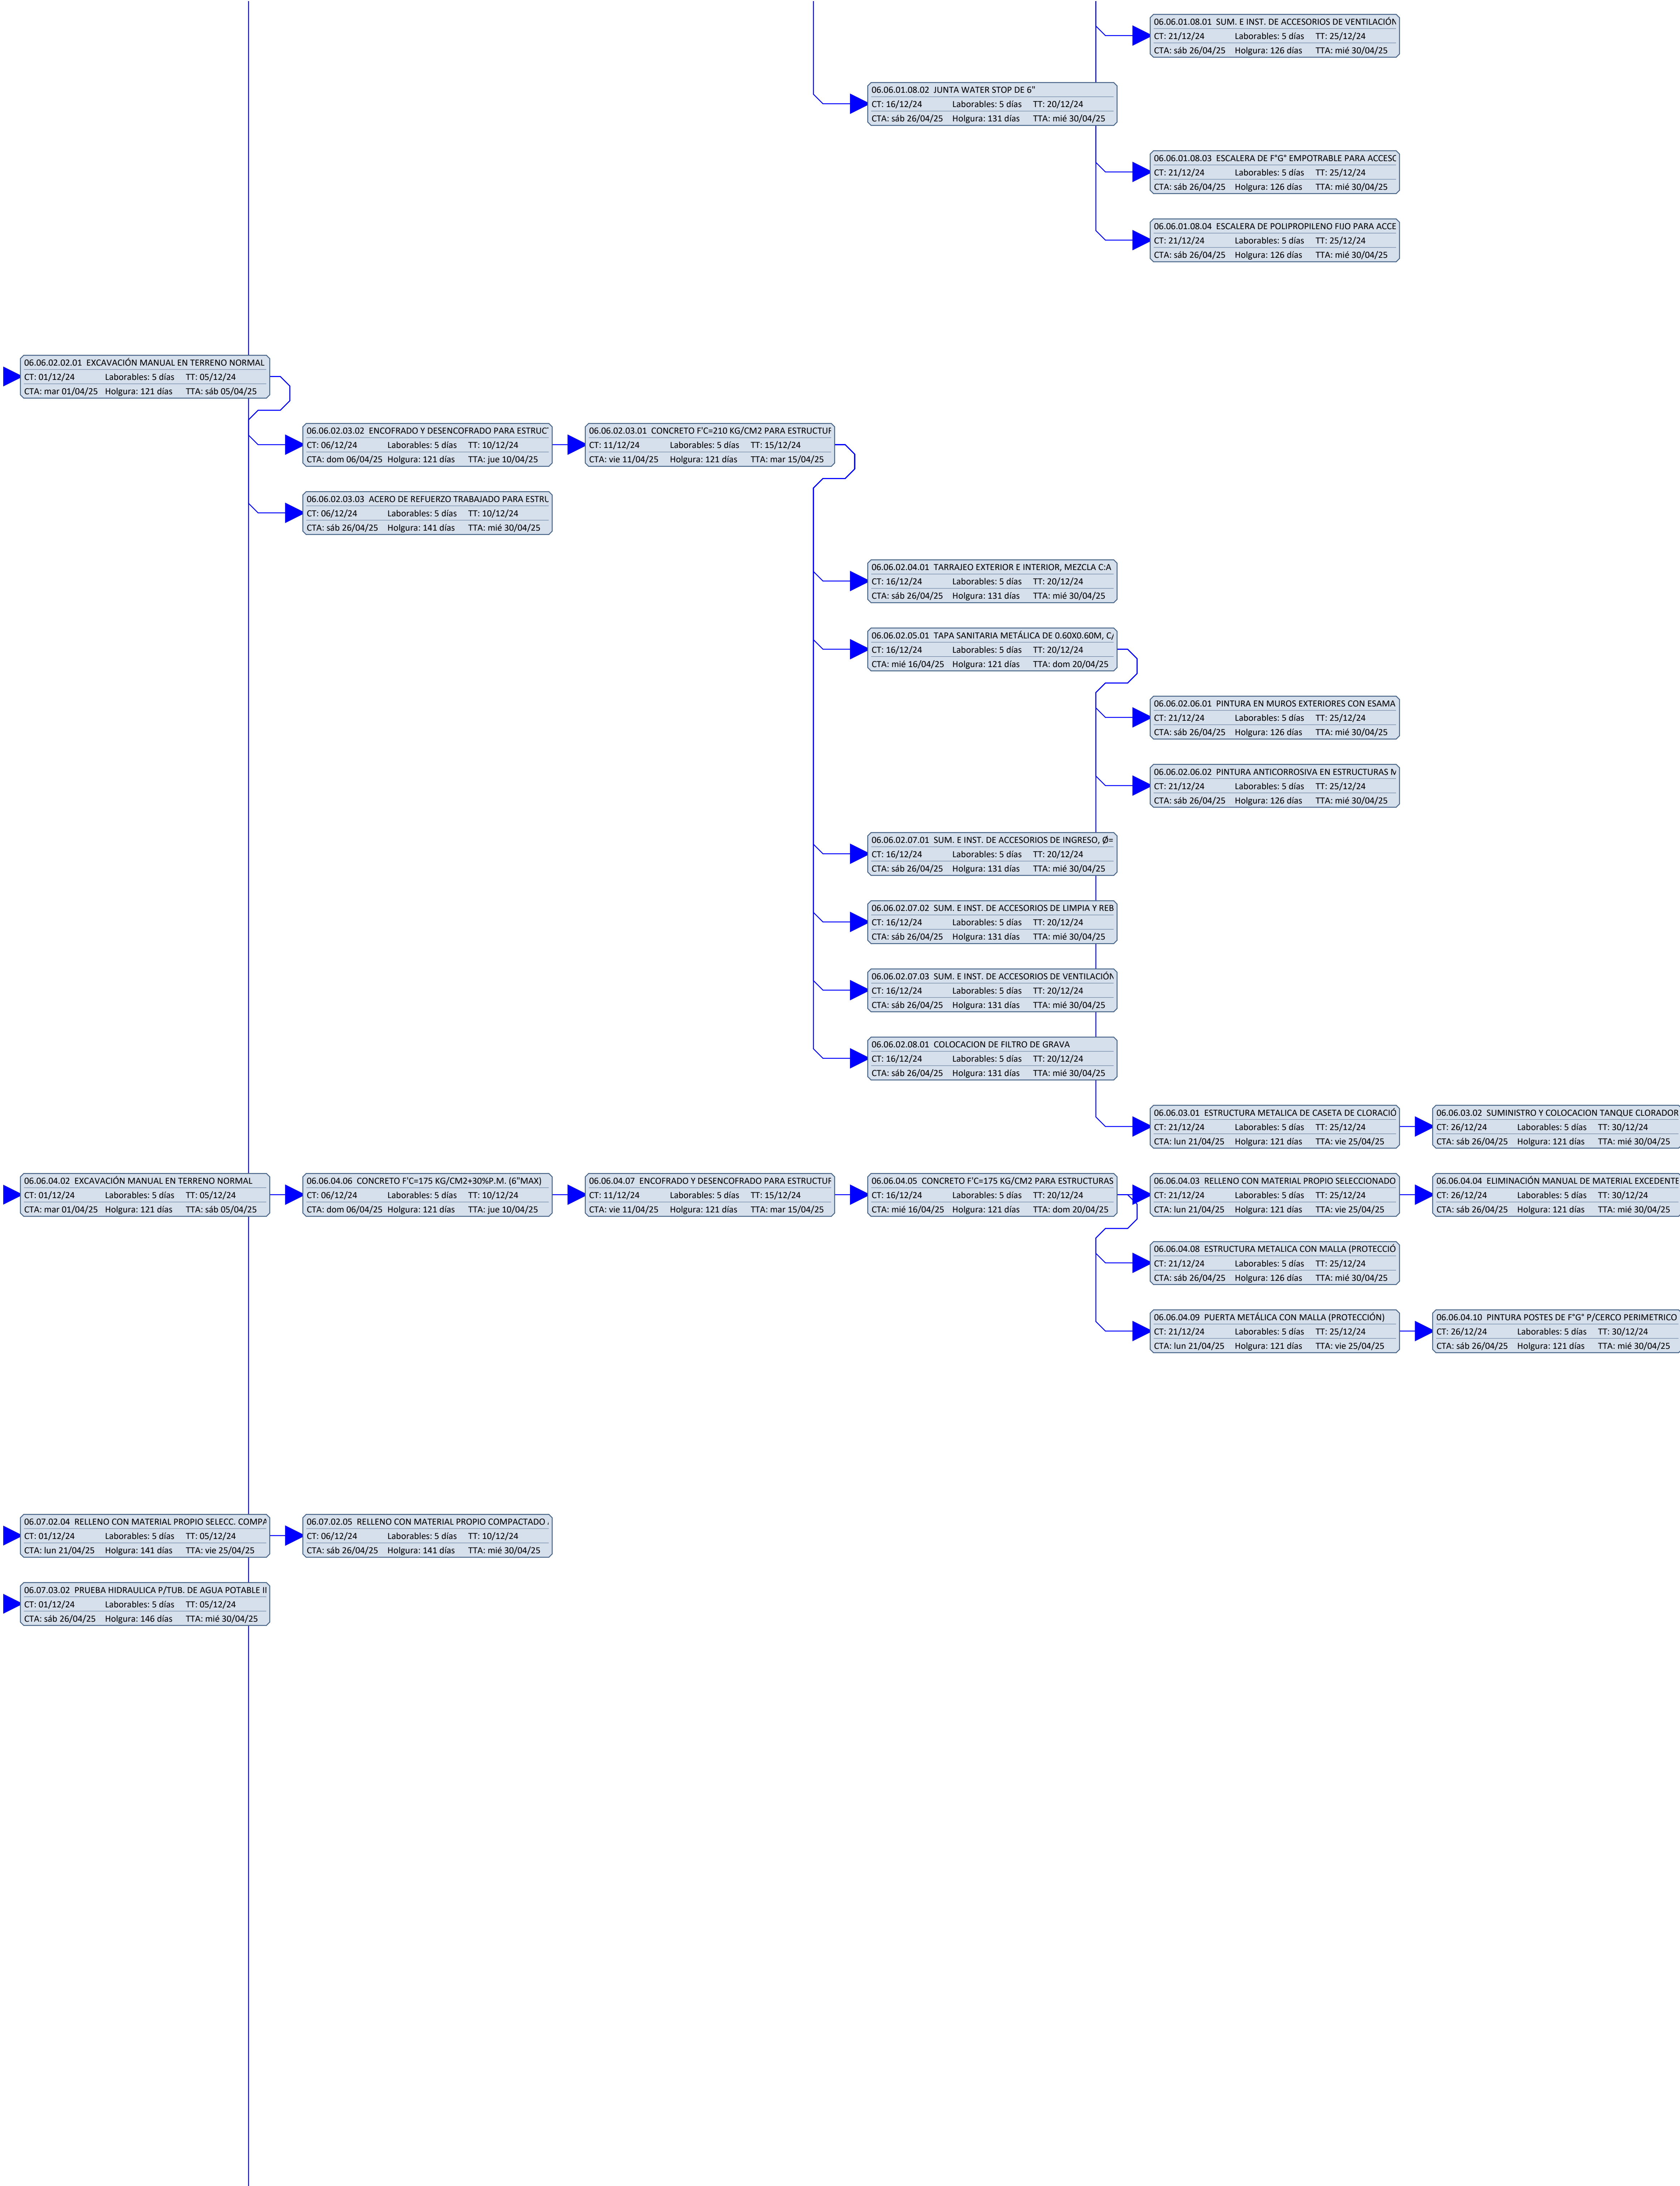 06.06.01.08.01 SUM. E INST. DE ACCESORIOS DE VENTILACIÓN
CT: 21/12/24 Laborables: 5 días TT: 25/12/24
CTA: sáb 26/04/25 Holgura: 126 días TTA: mié 30/04/25
06.06.01.08.02 JUNTA WATER STOP DE 6"
CT: 16/12/24 Laborables: 5 días TT: 20/12/24
CTA: sáb 26/04/25 Holgura: 131 días TTA: mié 30/04/25
06.06.01.08.03 ESCALERA DE F°G° EMPOTRABLE PARA ACCESO
CT: 21/12/24 Laborables: 5 días TT: 25/12/24
CTA: sáb 26/04/25 Holgura: 126 días TTA: mié 30/04/25
06.06.01.08.04 ESCALERA DE POLIPROPILENO FIJO PARA ACCE
CT: 21/12/24 Laborables: 5 días TT: 25/12/24
CTA: sáb 26/04/25 Holgura: 126 días TTA: mié 30/04/25
06.06.02.02.01 EXCAVACIÓN MANUAL EN TERRENO NORMAL
CT: 01/12/24 Laborables: 5 días TT: 05/12/24
CTA: mar 01/04/25 Holgura: 121 días TTA: sáb 05/04/25
06.06.02.03.02 ENCOFRADO Y DESENCOFRADO PARA ESTRUC
CT: 06/12/24 Laborables: 5 días TT: 10/12/24
CTA: dom 06/04/25 Holgura: 121 días TTA: jue 10/04/25
06.06.02.03.01 CONCRETO F'C=210 KG/CM2 PARA ESTRUCTUR
CT: 11/12/24 Laborables: 5 días TT: 15/12/24
CTA: vie 11/04/25 Holgura: 121 días TTA: mar 15/04/25
06.06.02.03.03 ACERO DE REFUERZO TRABAJADO PARA ESTRU
CT: 06/12/24 Laborables: 5 días TT: 10/12/24
CTA: sáb 26/04/25 Holgura: 141 días TTA: mié 30/04/25
06.06.02.04.01 TARRAJEO EXTERIOR E INTERIOR, MEZCLA C:A
CT: 16/12/24 Laborables: 5 días TT: 20/12/24
CTA: sáb 26/04/25 Holgura: 131 días TTA: mié 30/04/25
06.06.02.05.01 TAPA SANITARIA METÁLICA DE 0.60X0.60M, C/
CT: 16/12/24 Laborables: 5 días TT: 20/12/24
CTA: mié 16/04/25 Holgura: 121 días TTA: dom 20/04/25
06.06.02.06.01 PINTURA EN MUROS EXTERIORES CON ESAMA
CT: 21/12/24 Laborables: 5 días TT: 25/12/24
CTA: sáb 26/04/25 Holgura: 126 días TTA: mié 30/04/25
06.06.02.06.02 PINTURA ANTICORROSIVA EN ESTRUCTURAS M
CT: 21/12/24 Laborables: 5 días TT: 25/12/24
CTA: sáb 26/04/25 Holgura: 126 días TTA: mié 30/04/25
06.06.02.07.01 SUM. E INST. DE ACCESORIOS DE INGRESO, Ø=
CT: 16/12/24 Laborables: 5 días TT: 20/12/24
CTA: sáb 26/04/25 Holgura: 131 días TTA: mié 30/04/25
06.06.02.07.02 SUM. E INST. DE ACCESORIOS DE LIMPIA Y REB
CT: 16/12/24 Laborables: 5 días TT: 20/12/24
CTA: sáb 26/04/25 Holgura: 131 días TTA: mié 30/04/25
06.06.02.07.03 SUM. E INST. DE ACCESORIOS DE VENTILACIÓN
CT: 16/12/24 Laborables: 5 días TT: 20/12/24
CTA: sáb 26/04/25 Holgura: 131 días TTA: mié 30/04/25
06.06.02.08.01 COLOCACION DE FILTRO DE GRAVA
CT: 16/12/24 Laborables: 5 días TT: 20/12/24
CTA: sáb 26/04/25 Holgura: 131 días TTA: mié 30/04/25
06.06.03.01 ESTRUCTURA METALICA DE CASETA DE CLORACIÓ
CT: 21/12/24 Laborables: 5 días TT: 25/12/24
CTA: lun 21/04/25 Holgura: 121 días TTA: vie 25/04/25
06.06.03.02 SUMINISTRO Y COLOCACION TANQUE CLORADOR
CT: 26/12/24 Laborables: 5 días TT: 30/12/24
CTA: sáb 26/04/25 Holgura: 121 días TTA: mié 30/04/25
06.06.04.02 EXCAVACIÓN MANUAL EN TERRENO NORMAL
CT: 01/12/24 Laborables: 5 días TT: 05/12/24
CTA: mar 01/04/25 Holgura: 121 días TTA: sáb 05/04/25
06.06.04.06 CONCRETO F'C=175 KG/CM2+30%P.M. (6"MAX)
CT: 06/12/24 Laborables: 5 días TT: 10/12/24
CTA: dom 06/04/25 Holgura: 121 días TTA: jue 10/04/25
06.06.04.07 ENCOFRADO Y DESENCOFRADO PARA ESTRUCTUR
CT: 11/12/24 Laborables: 5 días TT: 15/12/24
CTA: vie 11/04/25 Holgura: 121 días TTA: mar 15/04/25
06.06.04.05 CONCRETO F'C=175 KG/CM2 PARA ESTRUCTURAS
CT: 16/12/24 Laborables: 5 días TT: 20/12/24
CTA: mié 16/04/25 Holgura: 121 días TTA: dom 20/04/25
06.06.04.03 RELLENO CON MATERIAL PROPIO SELECCIONADO
CT: 21/12/24 Laborables: 5 días TT: 25/12/24
CTA: lun 21/04/25 Holgura: 121 días TTA: vie 25/04/25
06.06.04.04 ELIMINACIÓN MANUAL DE MATERIAL EXCEDENTE
CT: 26/12/24 Laborables: 5 días TT: 30/12/24
CTA: sáb 26/04/25 Holgura: 121 días TTA: mié 30/04/25
06.06.04.08 ESTRUCTURA METALICA CON MALLA (PROTECCIÓ
CT: 21/12/24 Laborables: 5 días TT: 25/12/24
CTA: sáb 26/04/25 Holgura: 126 días TTA: mié 30/04/25
06.06.04.09 PUERTA METÁLICA CON MALLA (PROTECCIÓN)
CT: 21/12/24 Laborables: 5 días TT: 25/12/24
CTA: lun 21/04/25 Holgura: 121 días TTA: vie 25/04/25
06.06.04.10 PINTURA POSTES DE F°G° P/CERCO PERIMETRICO
CT: 26/12/24 Laborables: 5 días TT: 30/12/24
CTA: sáb 26/04/25 Holgura: 121 días TTA: mié 30/04/25
06.07.02.04 RELLENO CON MATERIAL PROPIO SELECC. COMPA
CT: 01/12/24 Laborables: 5 días TT: 05/12/24
CTA: lun 21/04/25 Holgura: 141 días TTA: vie 25/04/25
06.07.02.05 RELLENO CON MATERIAL PROPIO COMPACTADO
CT: 06/12/24 Laborables: 5 días TT: 10/12/24
CTA: sáb 26/04/25 Holgura: 141 días TTA: mié 30/04/25
06.07.03.02 PRUEBA HIDRAULICA P/TUB. DE AGUA POTABLE
CT: 01/12/24 Laborables: 5 días TT: 05/12/24
CTA: sáb 26/04/25 Holgura: 146 días TTA: mié 30/04/25